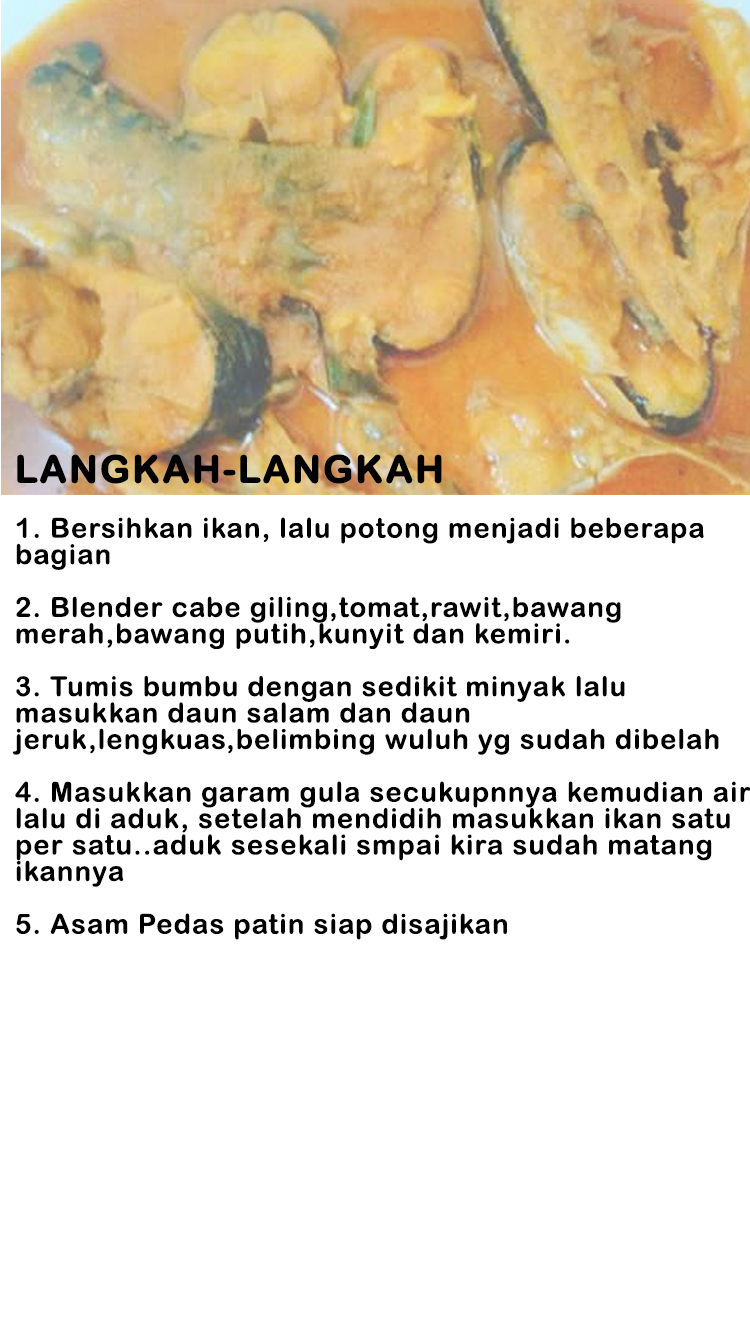 LANGKAH-LANGKAH
1. Bersihkan ikan, lalu potong menjadi beberapa
bagian
2. Blender cabe giling,tomat,rawit,bawang
merah,bawang putih,kunyit dan kemiri.
3. Tumis bumbu dengan sedikit minyak lalu
masukkan daun salam dan daun
jeruk,lengkuas,belimbing wuluh yg sudah dibelah
4. Masukkan garam gula secukupnnya kemudian air
lalu di aduk, setelah mendidih masukkan ikan satu
per satu..aduk sesekali smpai kira sudah matang
ikannya
5. Asam Pedas patin siap disajikan